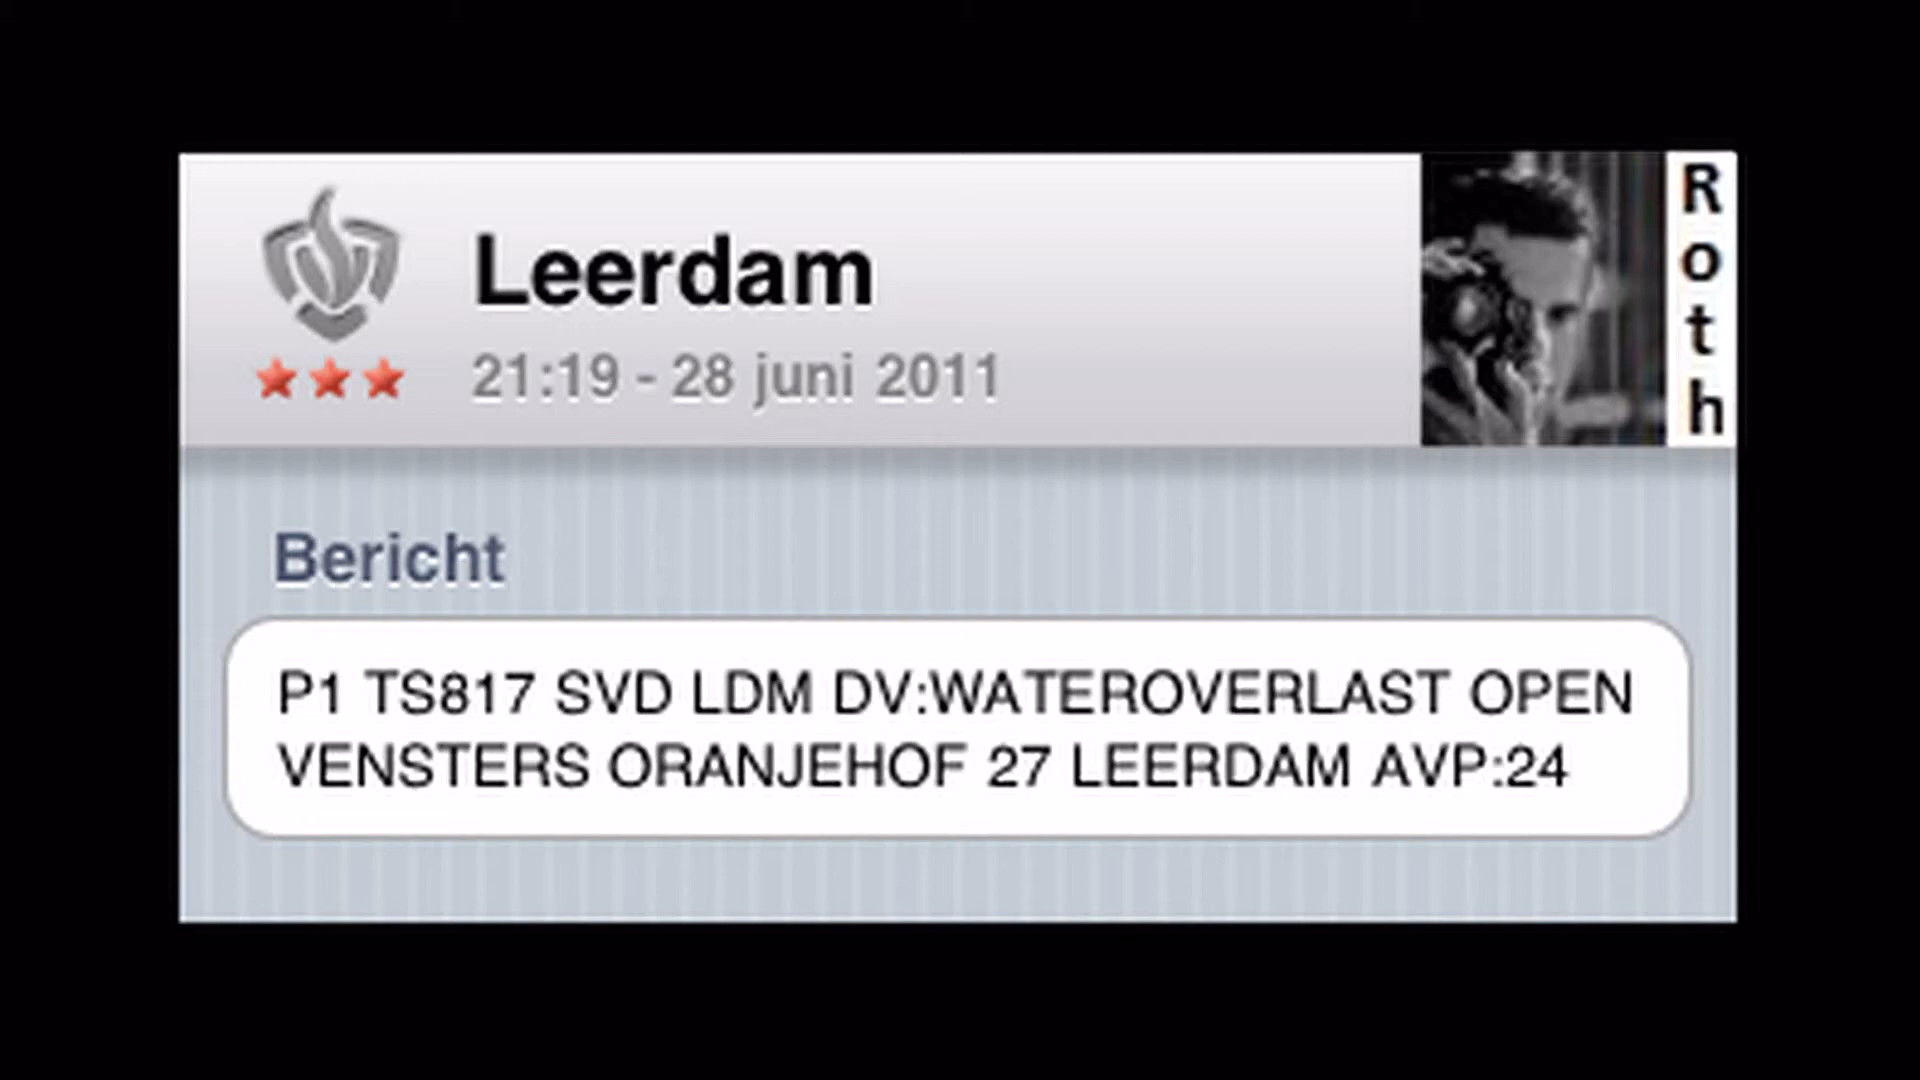 Leerdam
21:19 - 28 juni 2011
Roth
Bericht
P1 TS817 SVD LDM DV:WATEROVERLAST OPEN
VENSTERS ORANJEHOF 27 LEERDAM AVP:24